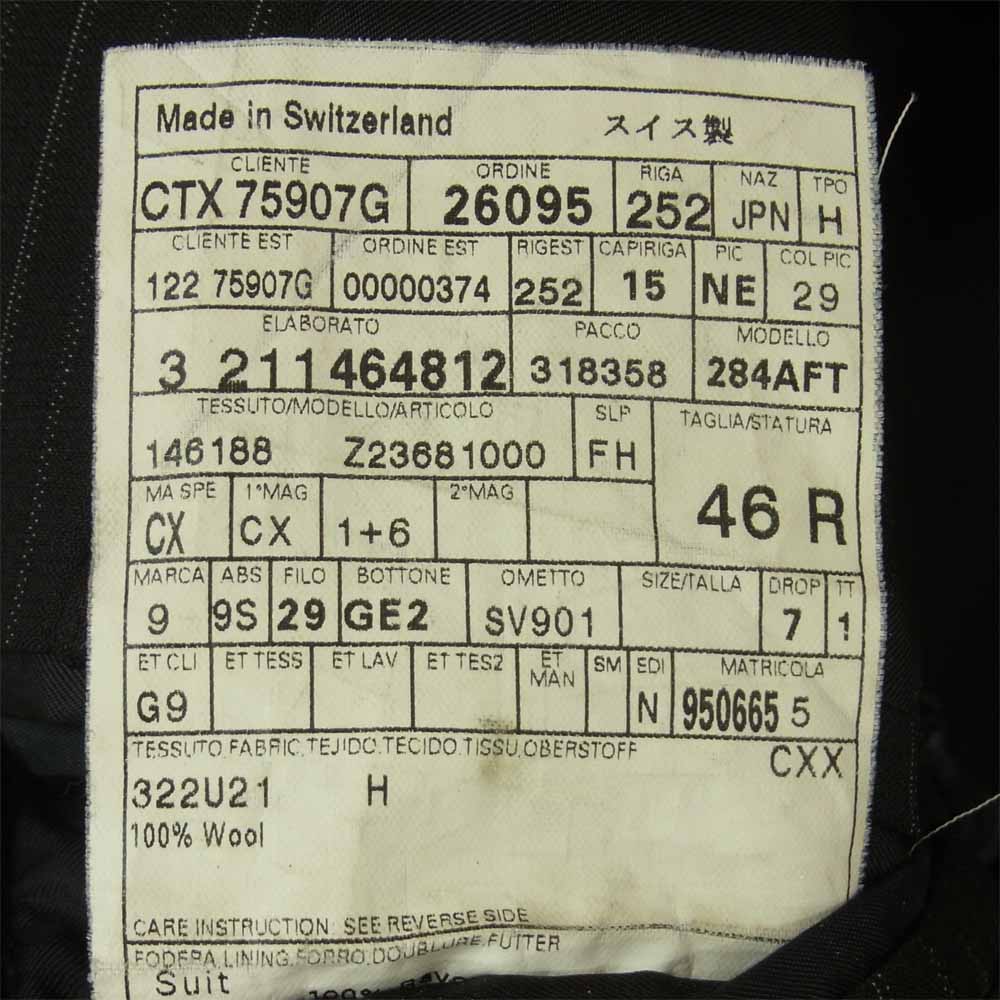 Made in Switzerland スイス製
CLIENTE ORDINE RIGA NAZ TPO
CTX 75907G 26095 252 JPN H
CLIENTE EST ORDINE EST RIGEST CAPIRIGA PIC COL PIC
122 75907G 00000374 252 15 NE 29
ELABORATO PACCO MODELLO
3 211464812 318358 284AFT
TESSUTO/MODELLO/ARTICOLO SLP TAGLIA/STATURA
146188 Z23681000 FH 46 R
MA SPE 1°MAG 2°MAG
CX CX 1+6
MARCA ABS FILO BOTTONE OMETTO SIZE/TALLA DROP TT
9 9S 29 GE2 SV901 7 1
ET CLI ET TESS ET LAV ET TES2 ET MAN SM EDI MATRICOLA
G9 N 950665 5
TESSUTO.FABRIC.TEJIDO.TECIDO.TISSU.OBERSTOFF CXX
322U21 H
100% Wool
CARE INSTRUCTION: SEE REVERSE SIDE
FODERA.LINING.FORRO.DOUBLURE.FUTTER
Suit 100%